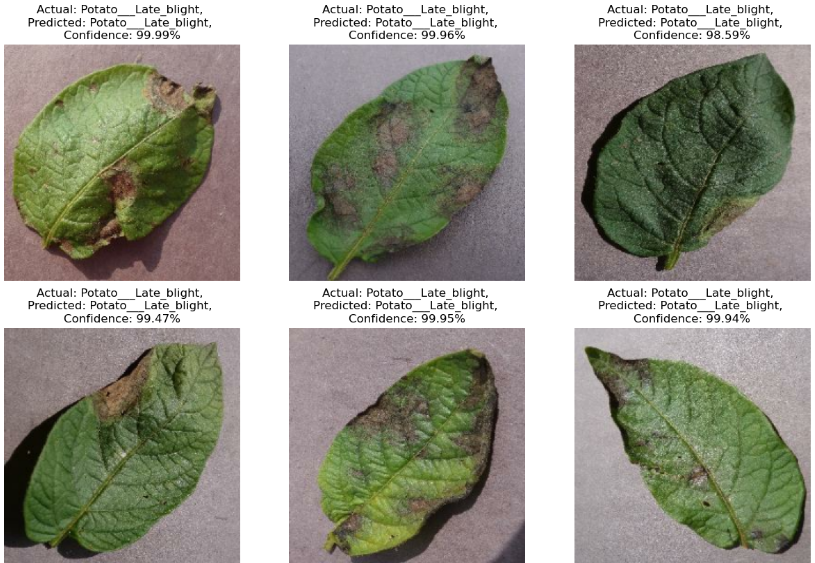 Actual: Potato___Late_blight,
Predicted: Potato___Late_blight,
Confidence: 99.99%
Actual: Potato___Late_blight,
Predicted: Potato___Late_blight,
Confidence: 99.96%
Actual: Potato___Late_blight,
Predicted: Potato___Late_blight,
Confidence: 98.59%
Actual: Potato___Late_blight,
Predicted: Potato___Late_blight,
Confidence: 99.47%
Actual: Potato___Late_blight,
Predicted: Potato___Late_blight,
Confidence: 99.95%
Actual: Potato___Late_blight,
Predicted: Potato___Late_blight,
Confidence: 99.94%